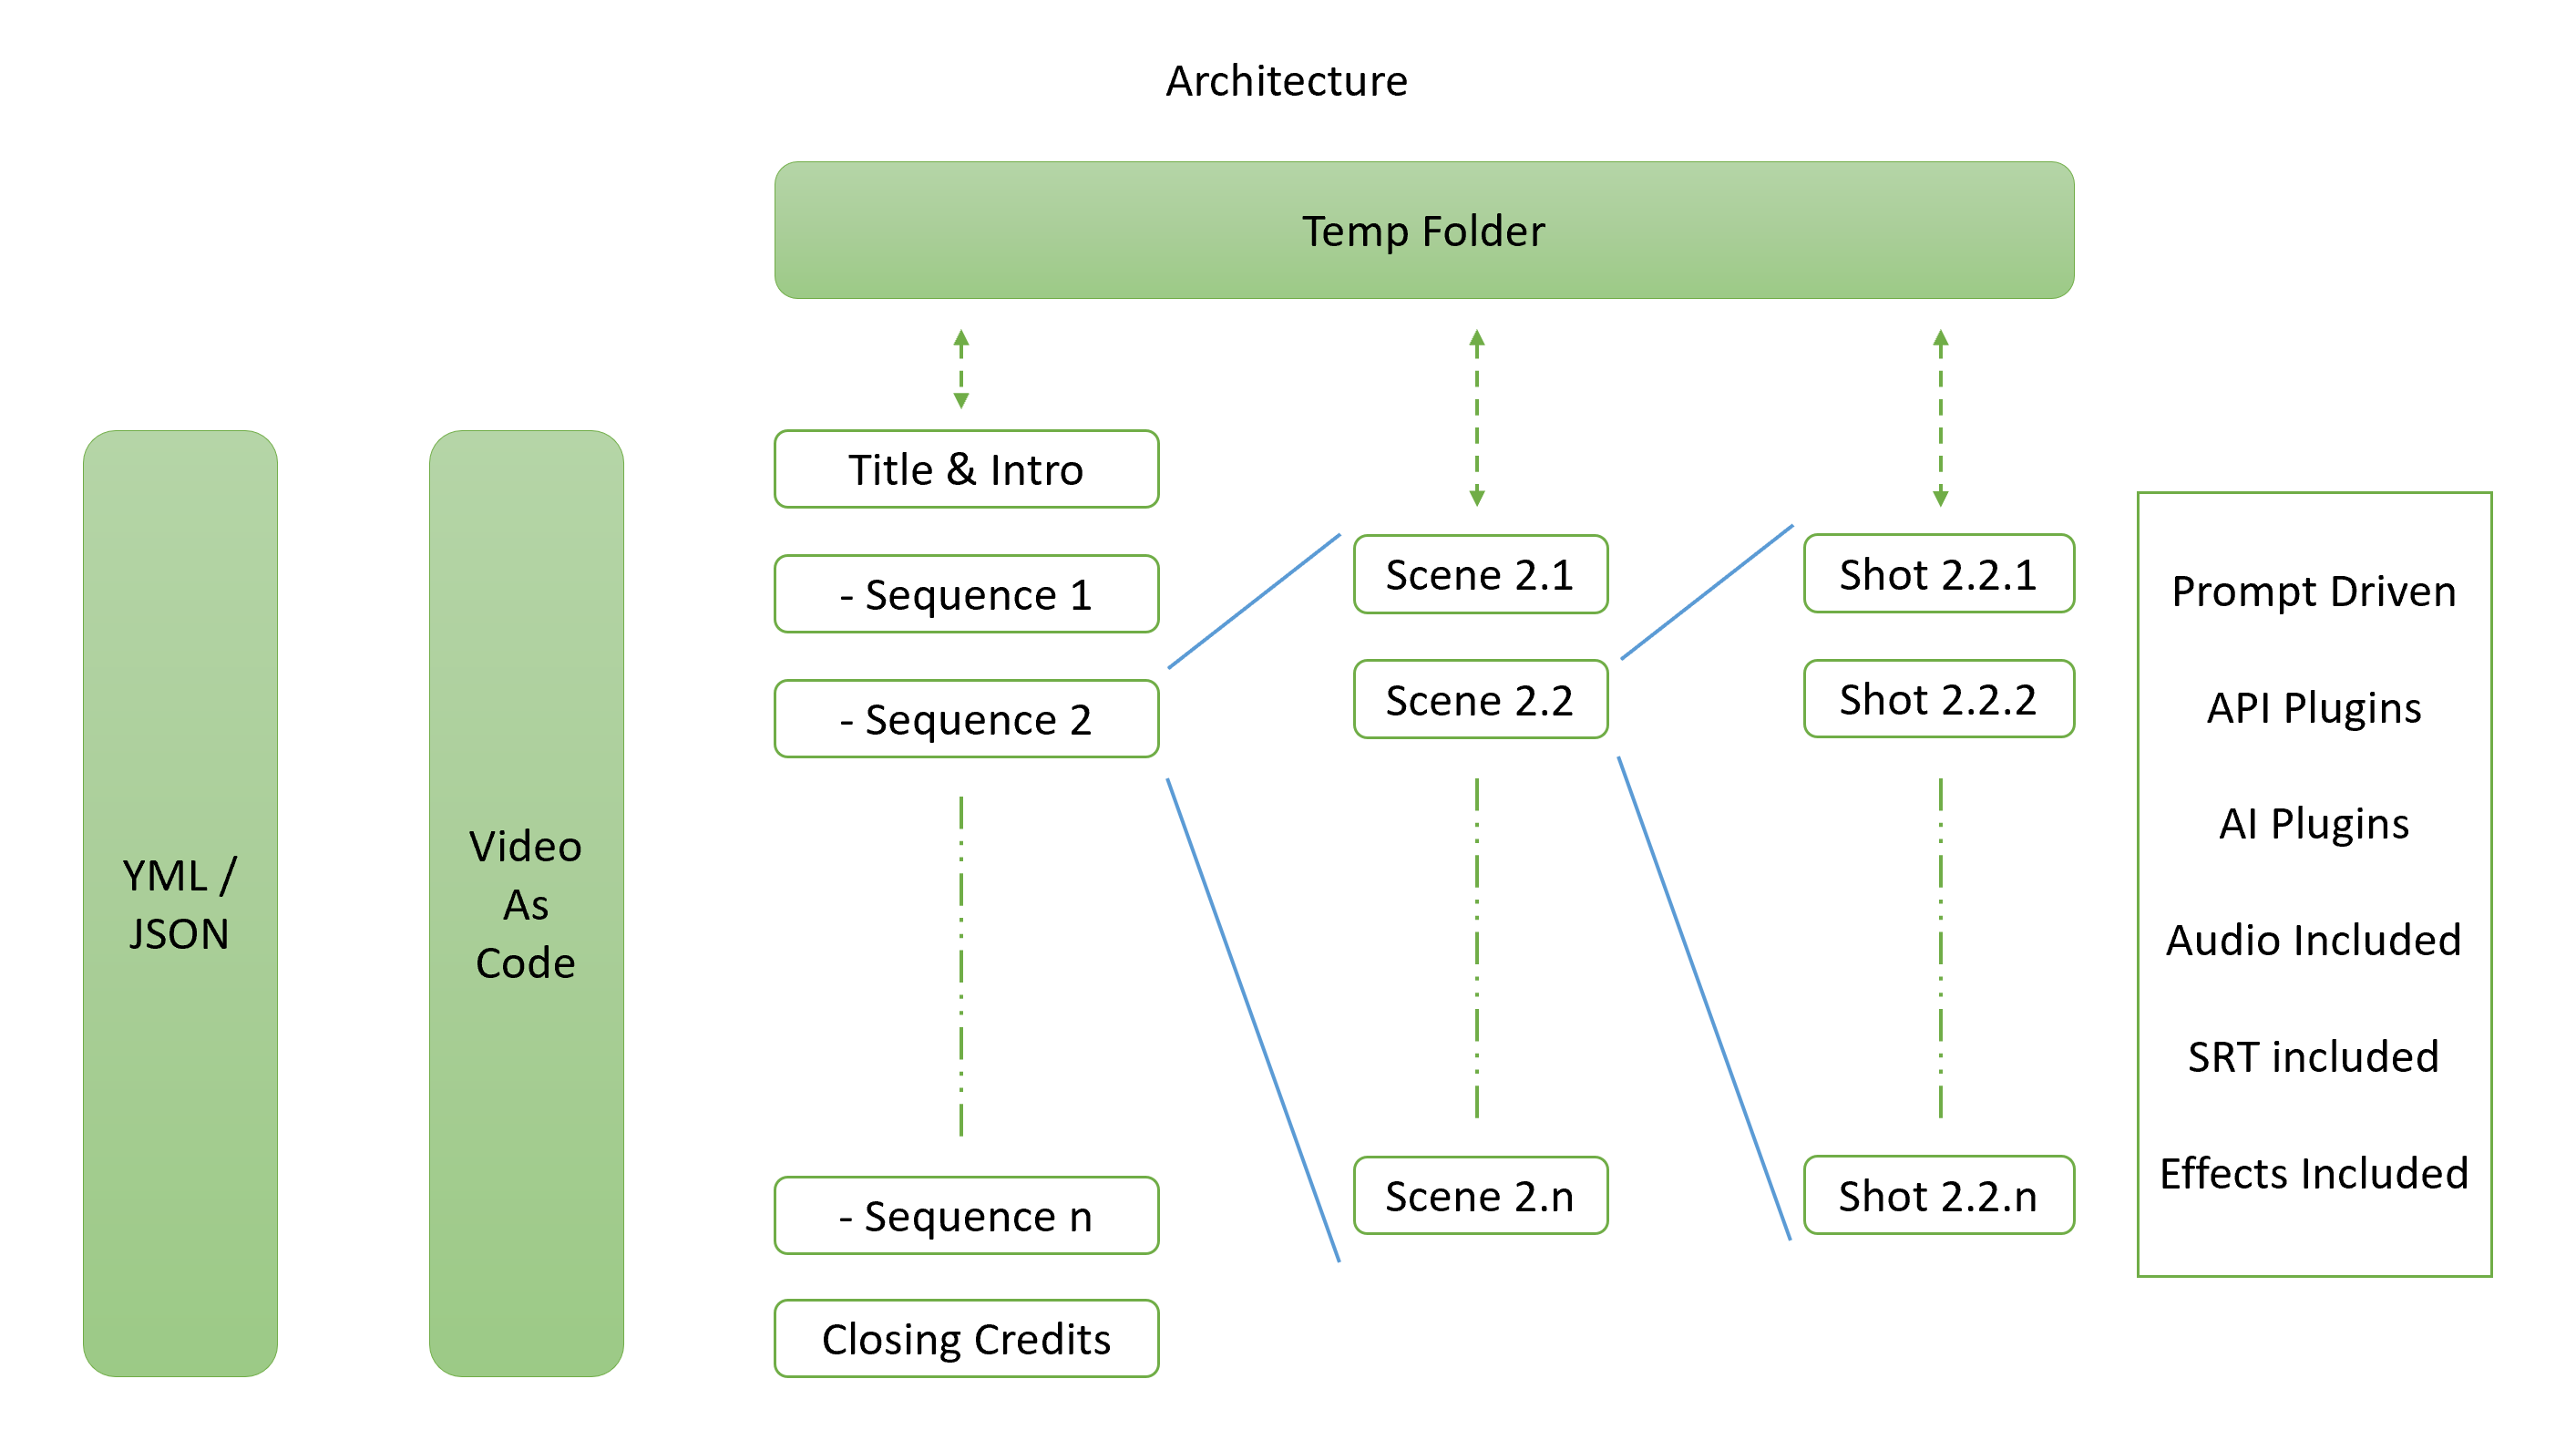 Architecture
Temp Folder
YML /
JSON
Video
As
Code
Title & Intro
- Sequence 1
- Sequence 2
- Sequence n
Closing Credits
Scene 2.1
Scene 2.2
Scene 2.n
Shot 2.2.1
Shot 2.2.2
Shot 2.2.n
Prompt Driven
API Plugins
AI Plugins
Audio Included
SRT included
Effects Included